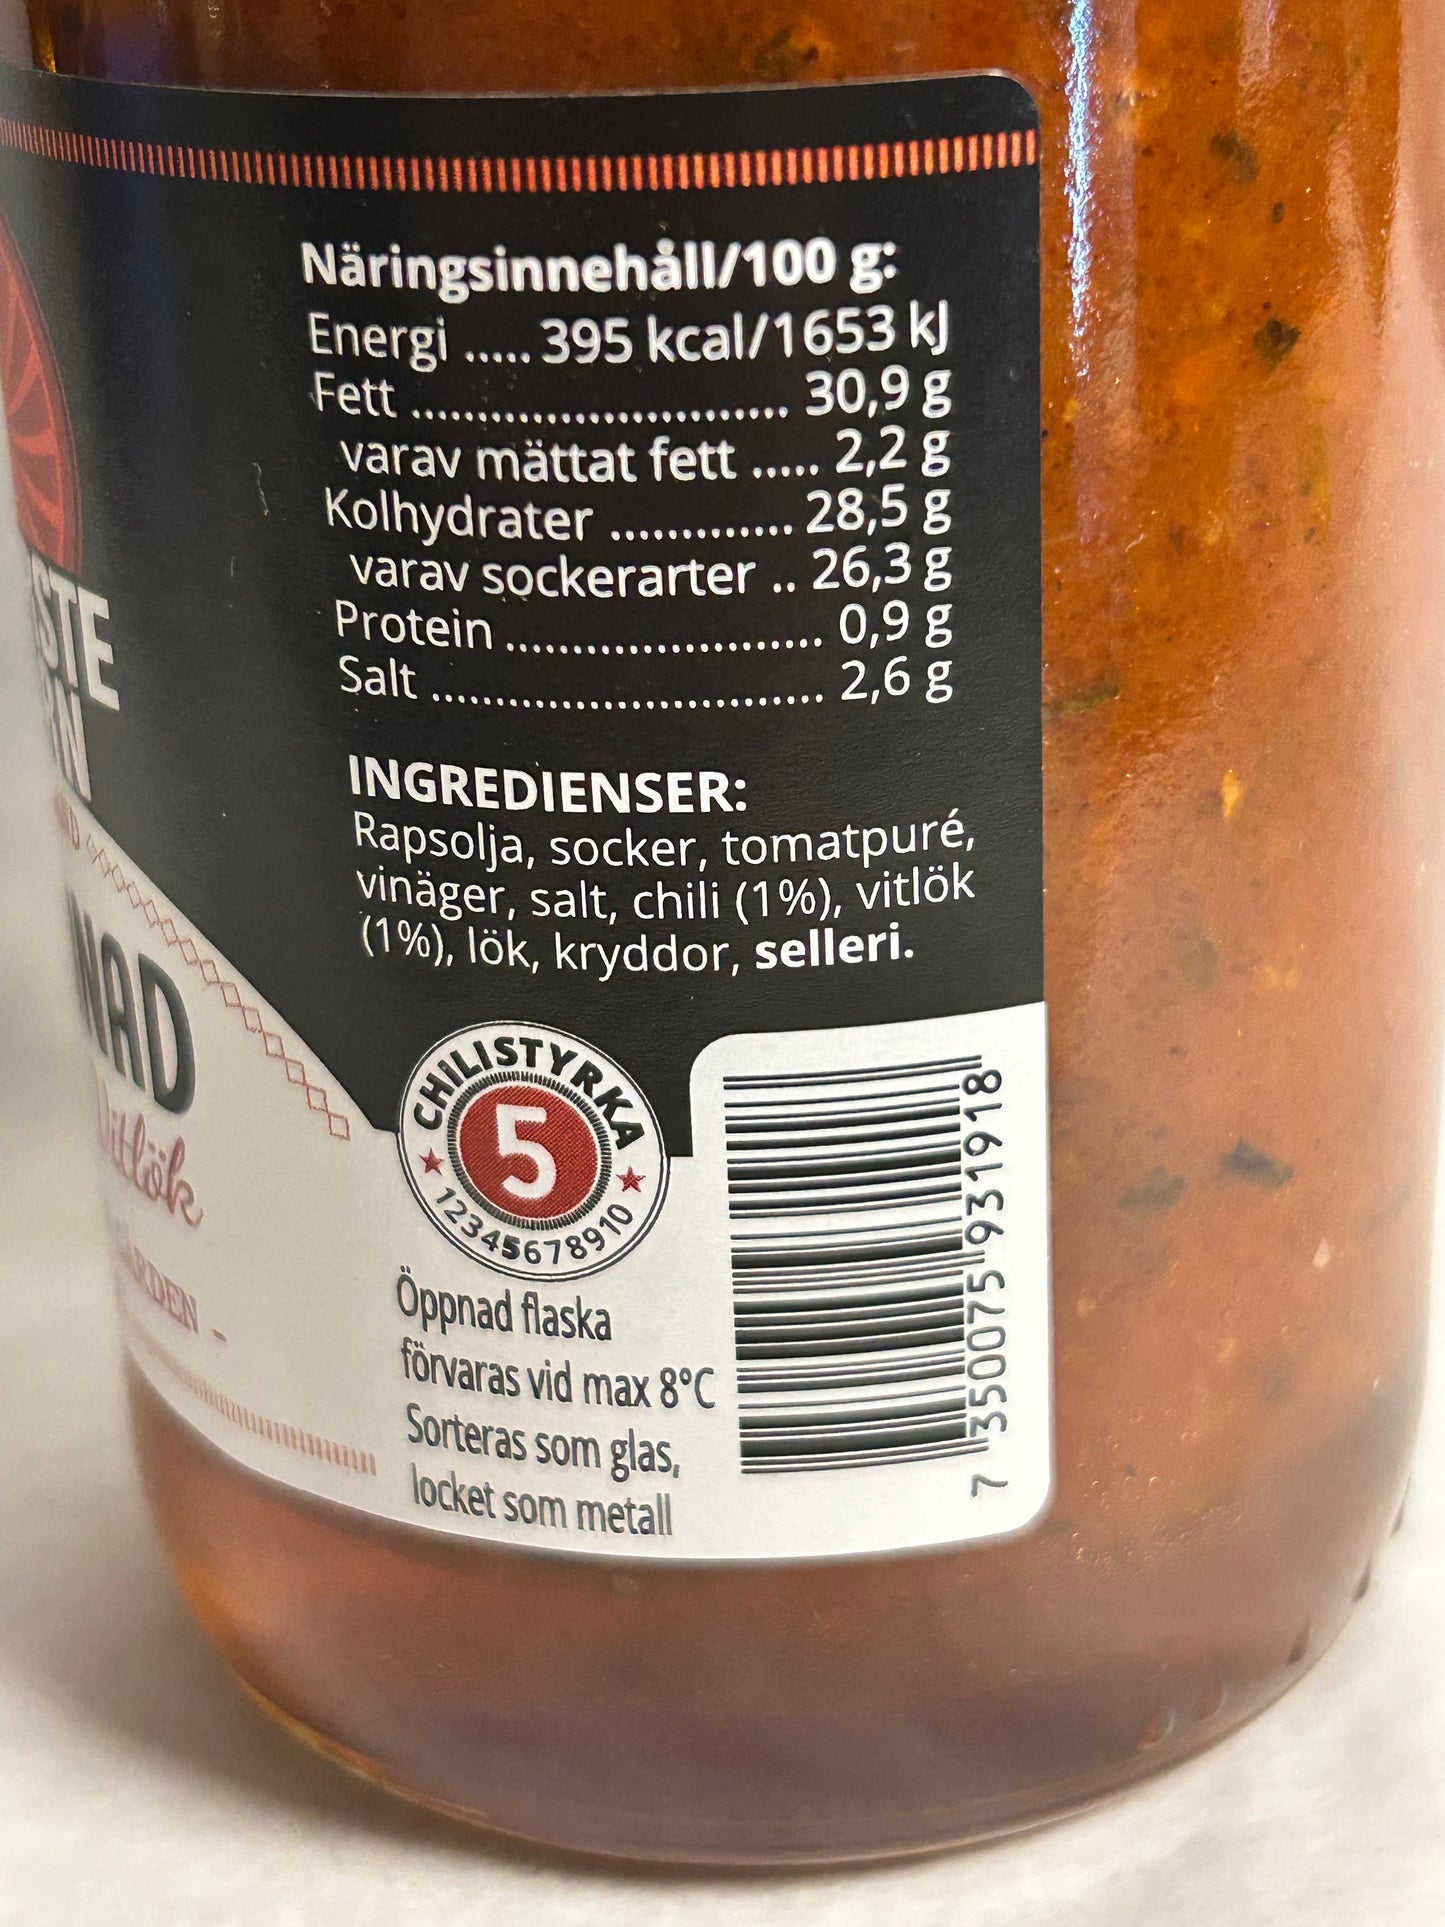 Näringsinnehåll/100 g:
Energi ..... 395 kcal/1653 kJ
Fett ............................ 30,9 g
varav mättat fett ..... 2,2 g
Kolhydrater ............. 28,5 g
varav sockerarter .. 26,3 g
Protein ........................ 0,9 g
Salt ............................. 2,6 g
INGREDIENSER:
Rapsolja, socker, tomatpuré,
vinäger, salt, chili (1%), vitlök
(1%), lök, kryddor, selleri.
CHILISTYRKA
5
12345678910
Öppnad flaska
förvaras vid max 8°C
Sorteras som glas,
locket som metall
7 350075 931918
Vitlök